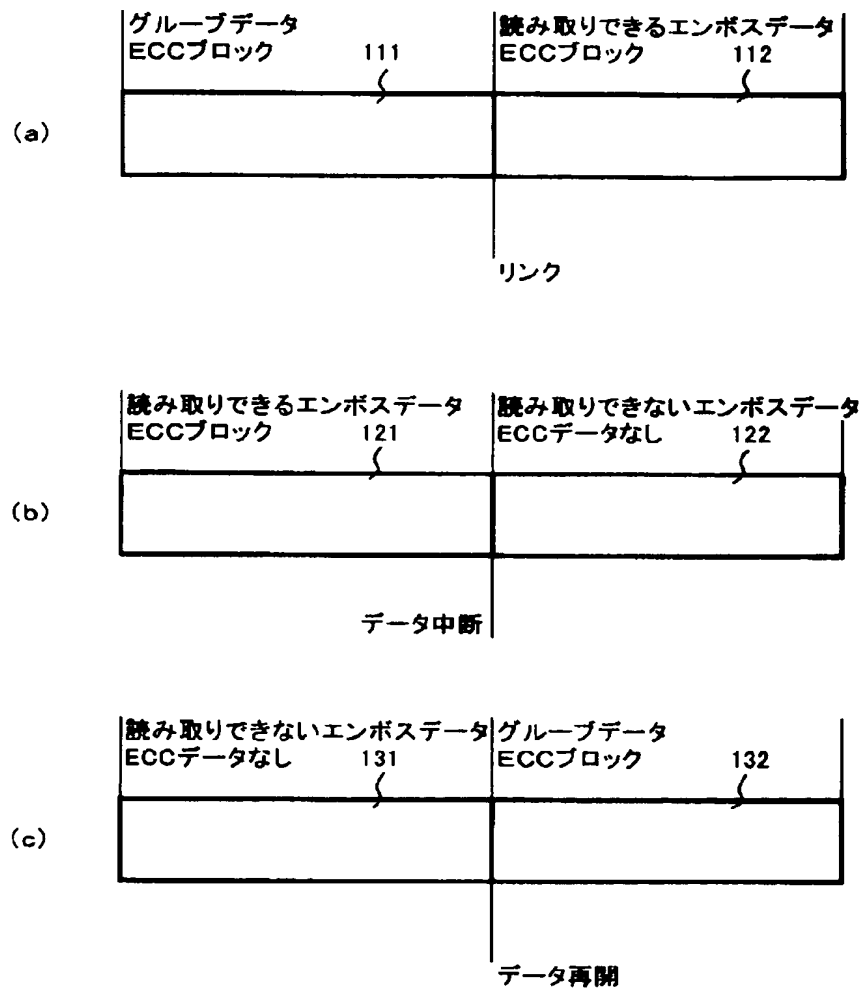 グルーブデータ
ECCブロック 111
読み取りできるエンボスデータ
ECCブロック 112
(a)
リンク
読み取りできるエンボスデータ
ECCブロック 121
読み取りできないエンボスデータ
ECCデータなし 122
(b)
データ中断
読み取りできないエンボスデータ
ECCデータなし 131
グルーブデータ
ECCブロック 132
(c)
データ再開